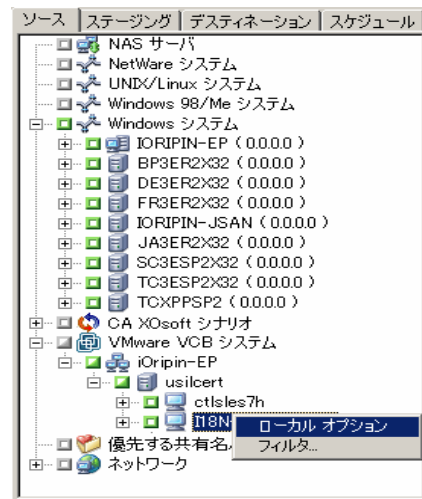 ソース
ステージング
デスティネーション
スケジュール
NAS サーバ
NetWare システム
UNIX/Linux システム
Windows 98/Me システム
Windows システム
IORIPIN-EP ( 0.0.0.0 )
BP3ER2X32 ( 0.0.0.0 )
DE3ER2X32 ( 0.0.0.0 )
FR3ER2X32 ( 0.0.0.0 )
IORIPIN-JSAN ( 0.0.0.0 )
JA3ER2X32 ( 0.0.0.0 )
SC3ESP2X32 ( 0.0.0.0 )
TC3ESP2X32 ( 0.0.0.0 )
TCXPPSP2 ( 0.0.0.0 )
CA XOsoft シナリオ
VMware VCB システム
iOripin-EP
usilcert
ctlsles7h
I18N
ローカル オプション
優先する共有名
フィルタ...
ネットワーク